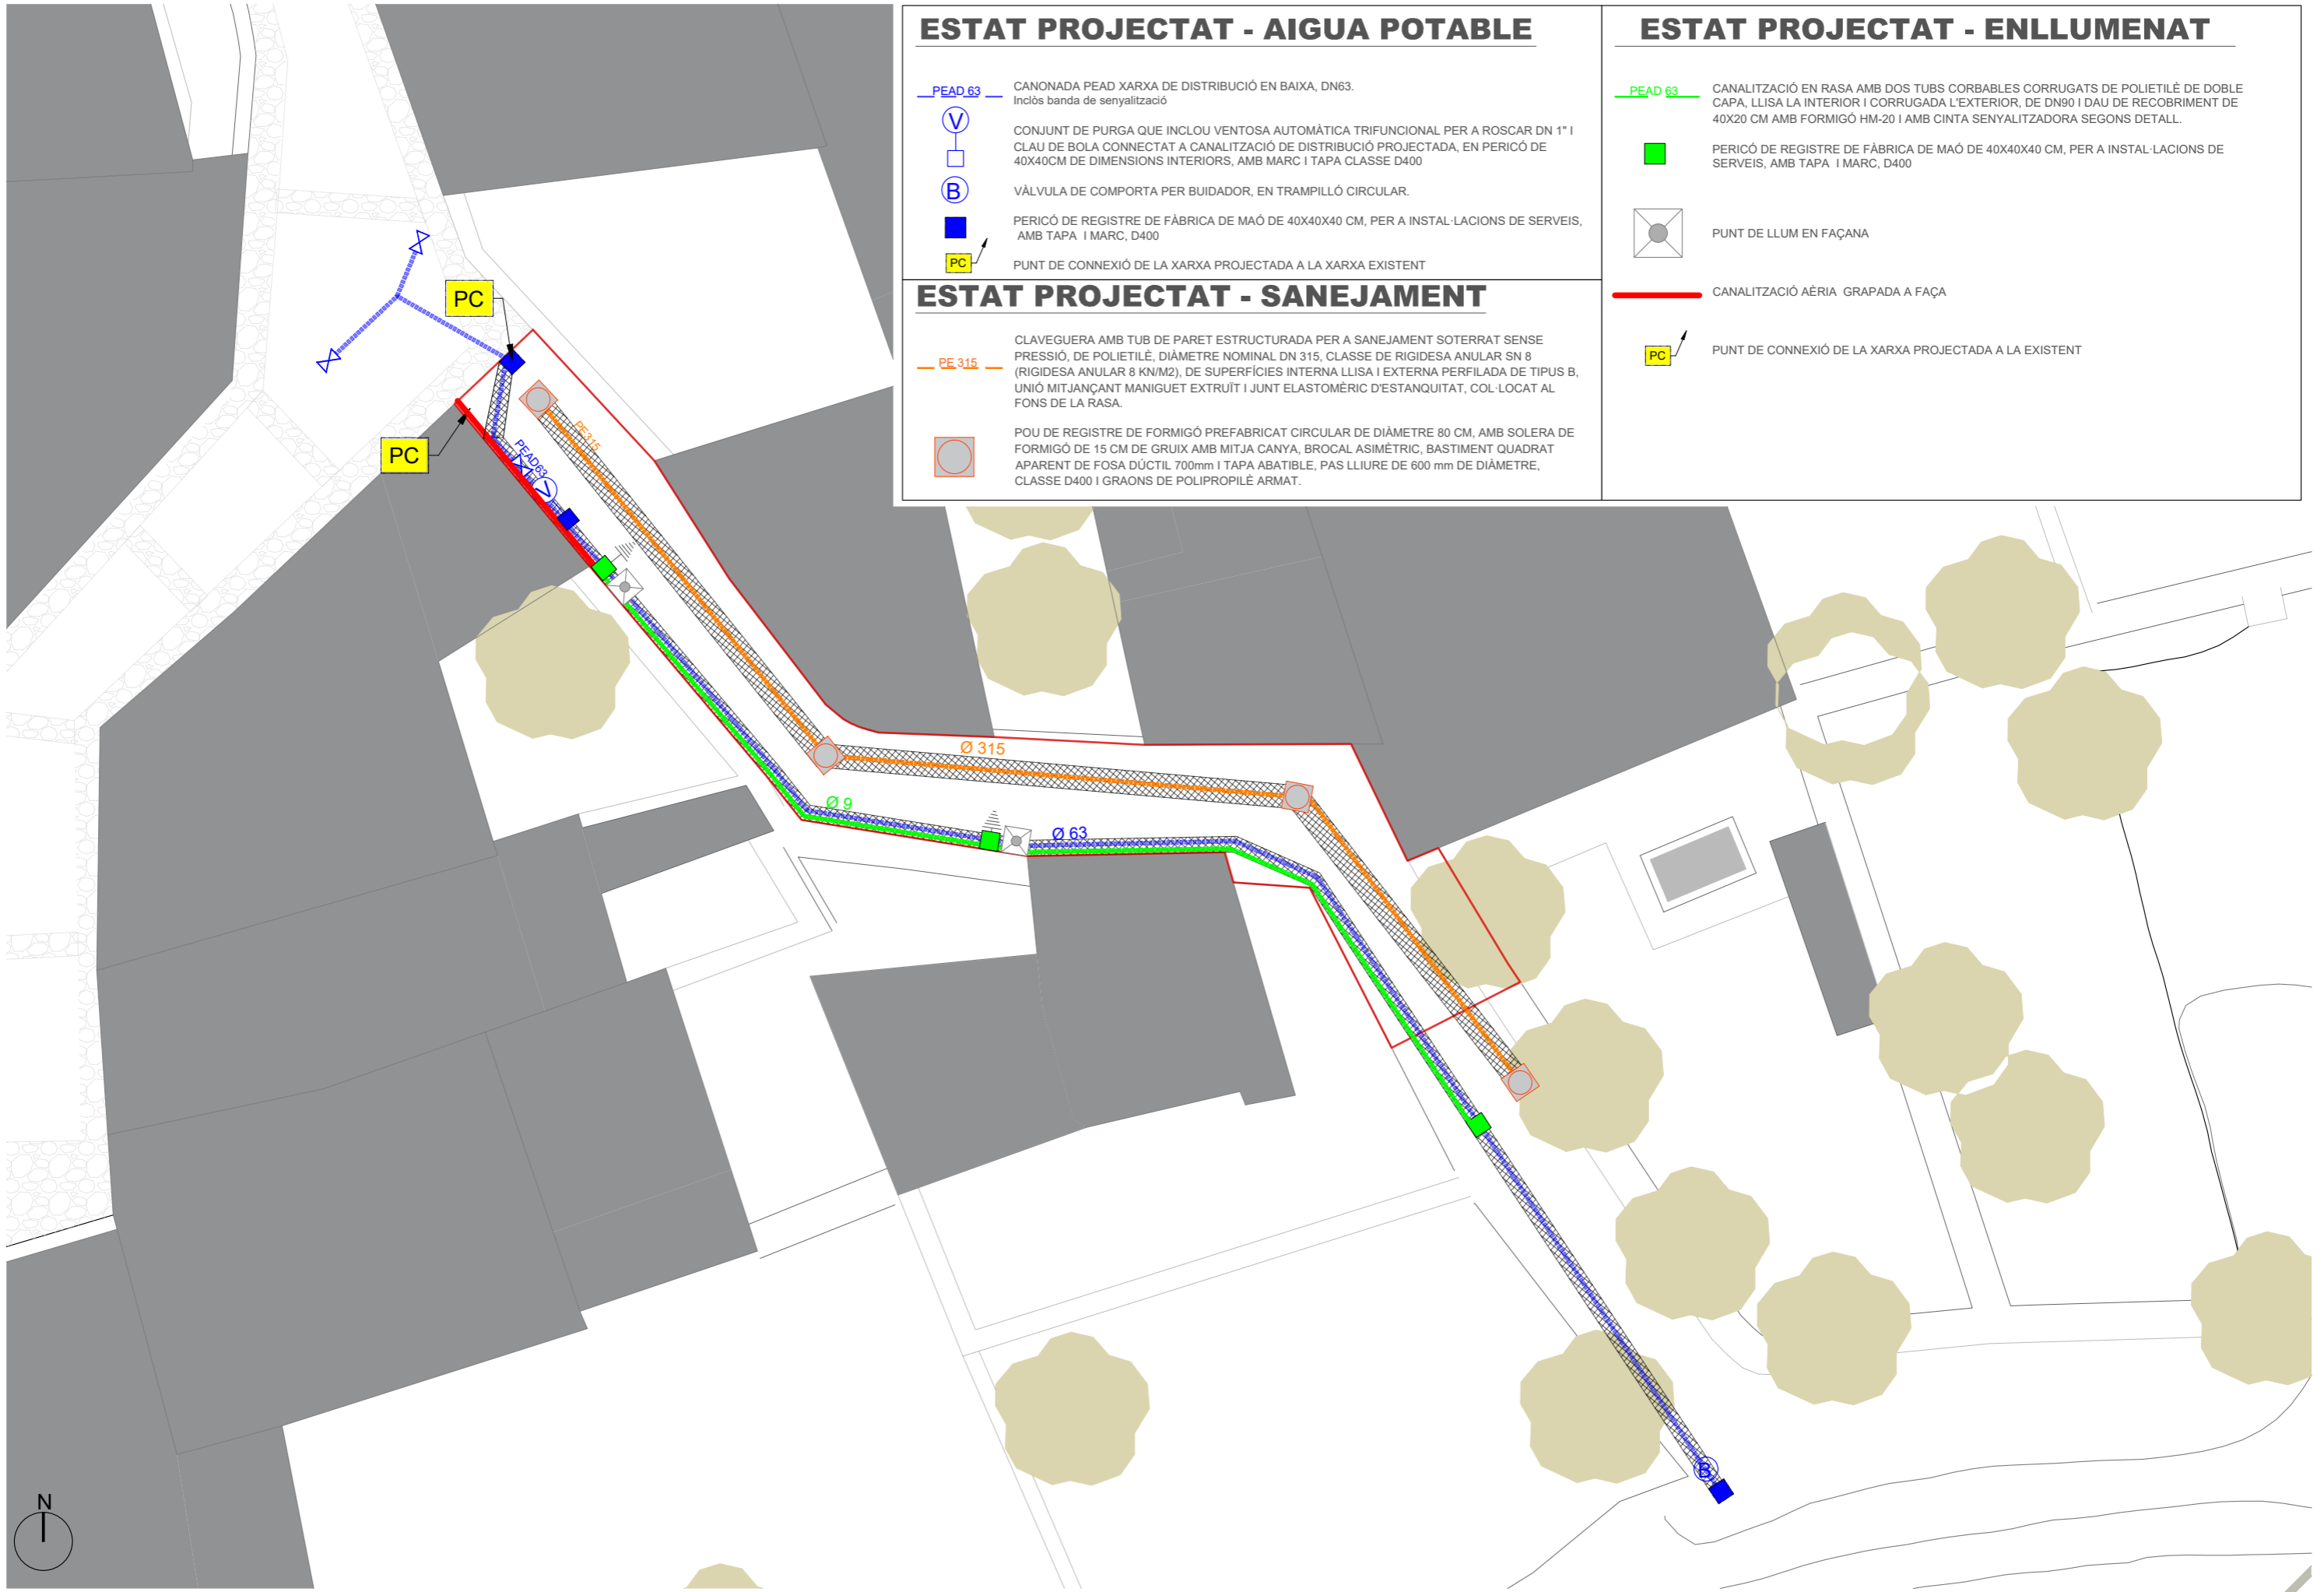 ESTAT PROJECTAT - AIGUA POTABLE
PEAD 63
CANONADA PEAD XARXA DE DISTRIBUCIÓ EN BAIXA, DN63.
Inclòs banda de senyalització
V
CONJUNT DE PURGA QUE INCLOU VENTOSA AUTOMÀTICA TRIFUNCIONAL PER A ROSCAR DN 1" I
CLAU DE BOLA CONNECTAT A CANALITZACIÓ DE DISTRIBUCIÓ PROJECTADA, EN PERICÓ DE
40X40CM DE DIMENSIONS INTERIORS, AMB MARC I TAPA CLASSE D400
B
VÀLVULA DE COMPORTA PER BUIDADOR, EN TRAMPILLÓ CIRCULAR.
PERICÓ DE REGISTRE DE FÀBRICA DE MAÓ DE 40X40X40 CM, PER A INSTAL·LACIONS DE SERVEIS,
AMB TAPA I MARC, D400
PC
PUNT DE CONNEXIÓ DE LA XARXA PROJECTADA A LA XARXA EXISTENT
ESTAT PROJECTAT - SANEJAMENT
PE 315
CLAVEGUERA AMB TUB DE PARET ESTRUCTURADA PER A SANEJAMENT SOTERRAT SENSE
PRESSIÓ, DE POLIETILÈ, DIÀMETRE NOMINAL DN 315, CLASSE DE RIGIDESA ANULAR SN 8
(RIGIDESA ANULAR 8 KN/M2), DE SUPERFÍCIES INTERNA LLISA I EXTERNA PERFILADA DE TIPUS B,
UNIÓ MITJANÇANT MANIGUET EXTRUÏT I JUNT ELASTOMÈRIC D'ESTANQUITAT, COL·LOCAT AL
FONS DE LA RASA.
POU DE REGISTRE DE FORMIGÓ PREFABRICAT CIRCULAR DE DIÀMETRE 80 CM, AMB SOLERA DE
FORMIGÓ DE 15 CM DE GRUIX AMB MITJA CANYA, BROCAL ASIMÈTRIC, BASTIMENT QUADRAT
APARENT DE FOSA DÚCTIL 700mm I TAPA ABATIBLE, PAS LLIURE DE 600 mm DE DIÀMETRE,
CLASSE D400 I GRAONS DE POLIPROPILÈ ARMAT.
ESTAT PROJECTAT - ENLLUMENAT
PEAD 63
CANALITZACIÓ EN RASA AMB DOS TUBS CORBABLES CORRUGATS DE POLIETILÈ DE DOBLE
CAPA, LLISA LA INTERIOR I CORRUGADA L'EXTERIOR, DE DN90 I DAU DE RECOBRIMENT DE
40X20 CM AMB FORMIGÓ HM-20 I AMB CINTA SENYALITZADORA SEGONS DETALL.
PERICÓ DE REGISTRE DE FÀBRICA DE MAÓ DE 40X40X40 CM, PER A INSTAL·LACIONS DE
SERVEIS, AMB TAPA I MARC, D400
PUNT DE LLUM EN FAÇANA
CANALITZACIÓ AÈRIA GRAPADA A FAÇA
PC
PUNT DE CONNEXIÓ DE LA XARXA PROJECTADA A LA EXISTENT
PC
PC
PE315
PEAD63
V
Ø 315
Ø 9
Ø 63
B
N